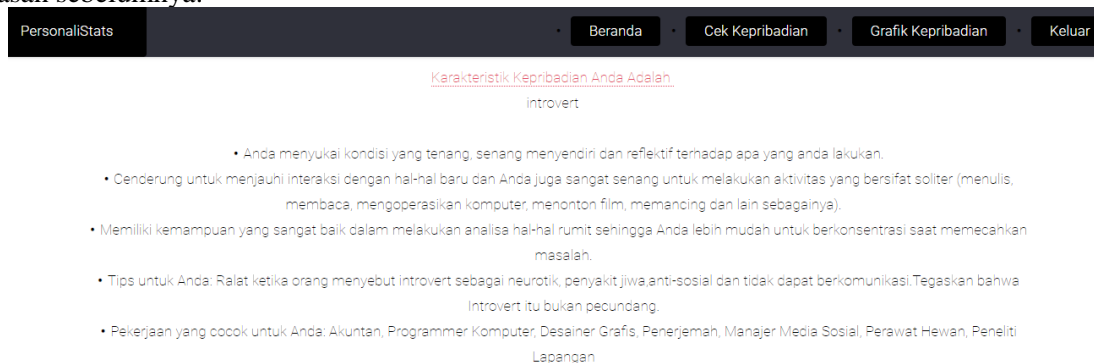 asan sebelumnya.
PersonaliStats • Beranda • Cek Kepribadian • Grafik Kepribadian • Keluar
Karakteristik Kepribadian Anda Adalah
introvert
• Anda menyukai kondisi yang tenang, senang menyendiri dan reflektif terhadap apa yang anda lakukan.
• Cenderung untuk menjauhi interaksi dengan hal-hal baru dan Anda juga sangat senang untuk melakukan aktivitas yang bersifat soliter (menulis,
membaca, mengoperasikan komputer, menonton film, memancing dan lain sebagainya).
• Memiliki kemampuan yang sangat baik dalam melakukan analisa hal-hal rumit sehingga Anda lebih mudah untuk berkonsentrasi saat memecahkan
masalah.
• Tips untuk Anda: Ralat ketika orang menyebut introvert sebagai neurotik, penyakit jiwa,anti-sosial dan tidak dapat berkomunikasi.Tegaskan bahwa
Introvert itu bukan pecundang.
• Pekerjaan yang cocok untuk Anda: Akuntan, Programmer Komputer, Desainer Grafis, Penerjemah, Manajer Media Sosial, Perawat Hewan, Peneliti
Lapangan